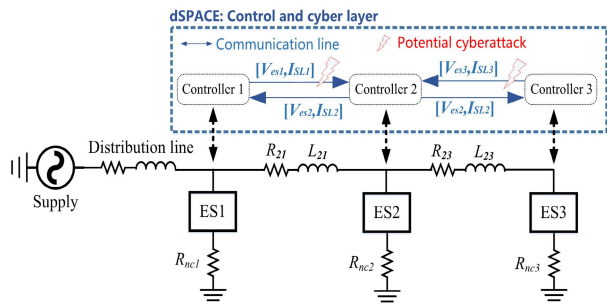 dSPACE: Control and cyber layer
Communication line
Potential cyberattack
[Ves1,ISL1]
[Ves3,ISL3]
Controller 1
Controller 2
Controller 3
[Ves2,ISL2]
[Ves2,ISL2]
Distribution line
R21
L21
R23
L23
Supply
ES1
ES2
ES3
Rnc1
Rnc2
Rnc3